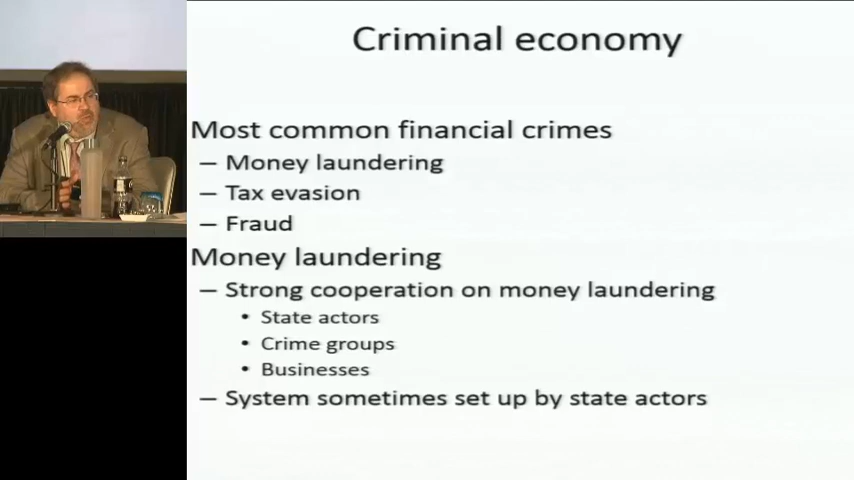 Criminal economy
Most common financial crimes
– Money laundering
– Tax evasion
– Fraud
Money laundering
– Strong cooperation on money laundering
• State actors
• Crime groups
• Businesses
– System sometimes set up by state actors